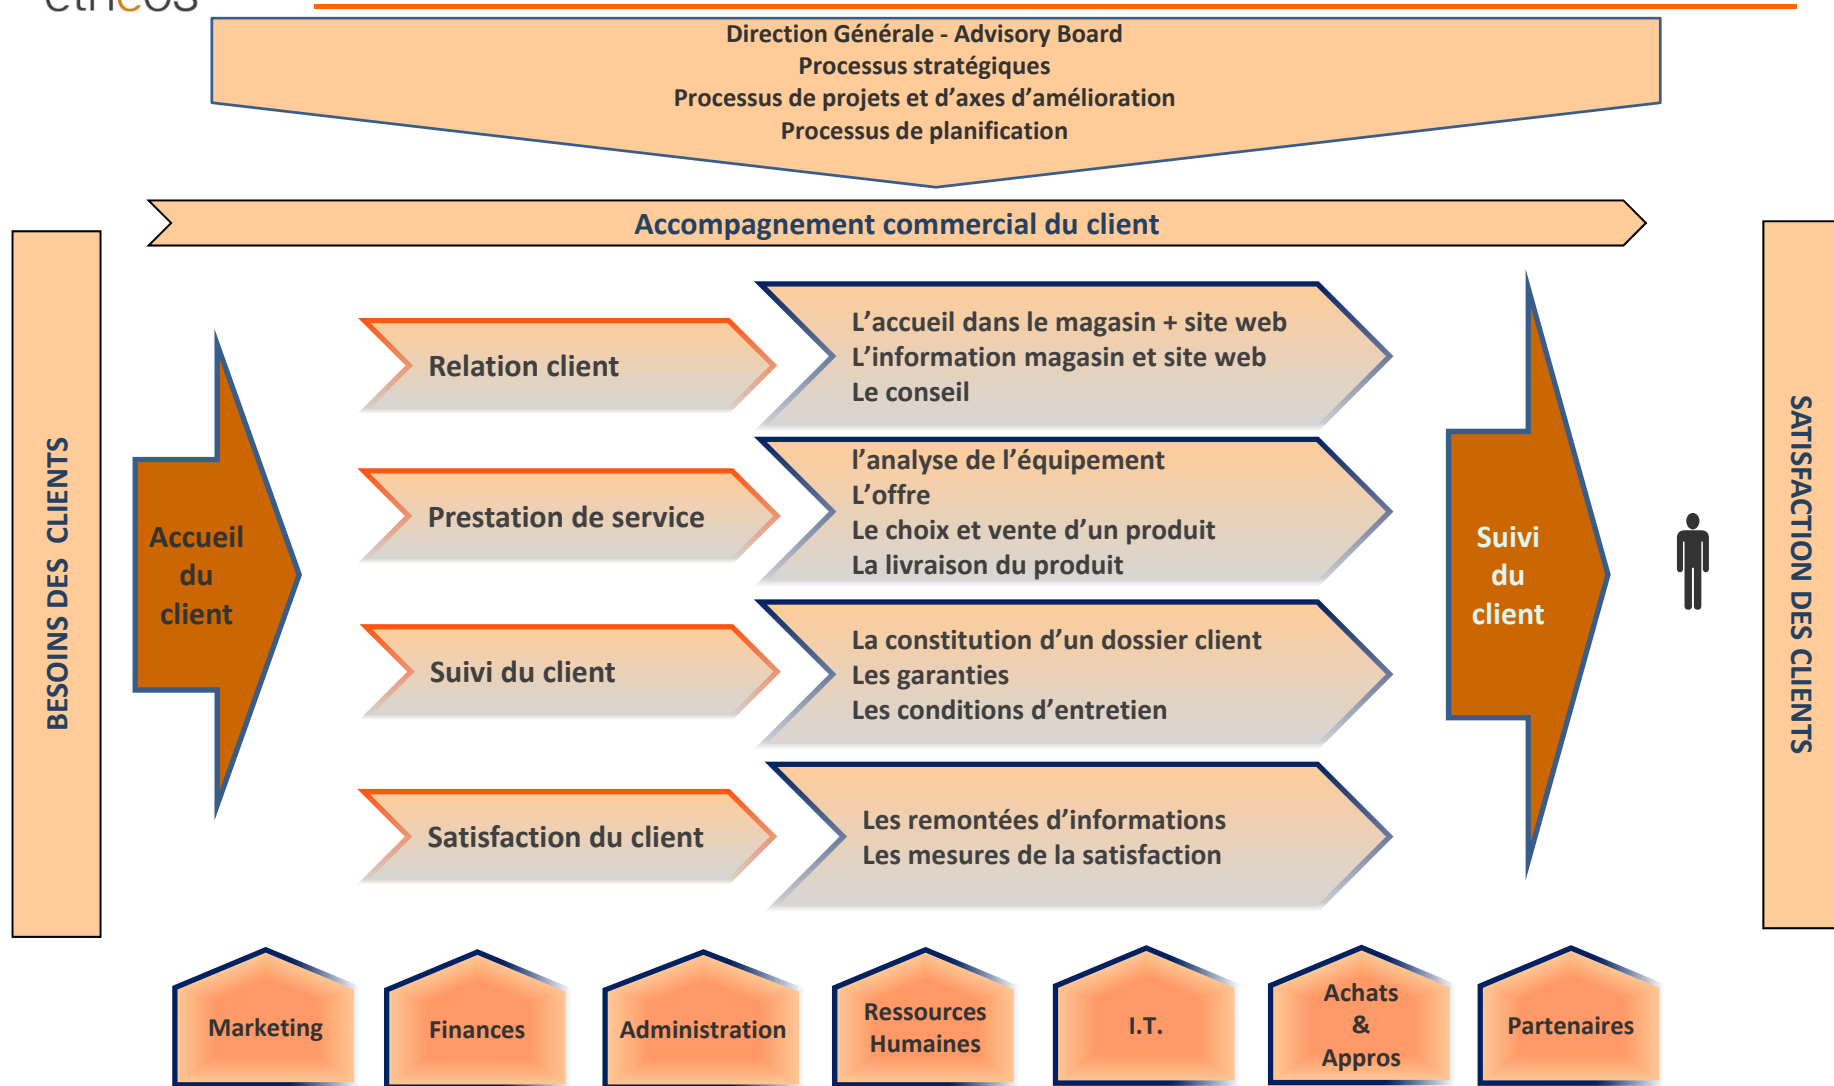 etheos
Direction Générale - Advisory Board
Processus stratégiques
Processus de projets et d’axes d’amélioration
Processus de planification
Accompagnement commercial du client
BESOINS DES CLIENTS
Accueil
du
client
Relation client
L’accueil dans le magasin + site web
L’information magasin et site web
Le conseil
Prestation de service
l’analyse de l’équipement
L’offre
Le choix et vente d’un produit
La livraison du produit
Suivi du client
La constitution d’un dossier client
Les garanties
Les conditions d’entretien
Satisfaction du client
Les remontées d’informations
Les mesures de la satisfaction
Suivi
du
client
SATISFACTION DES CLIENTS
Marketing
Finances
Administration
Ressources
Humaines
I.T.
Achats
&
Appros
Partenaires